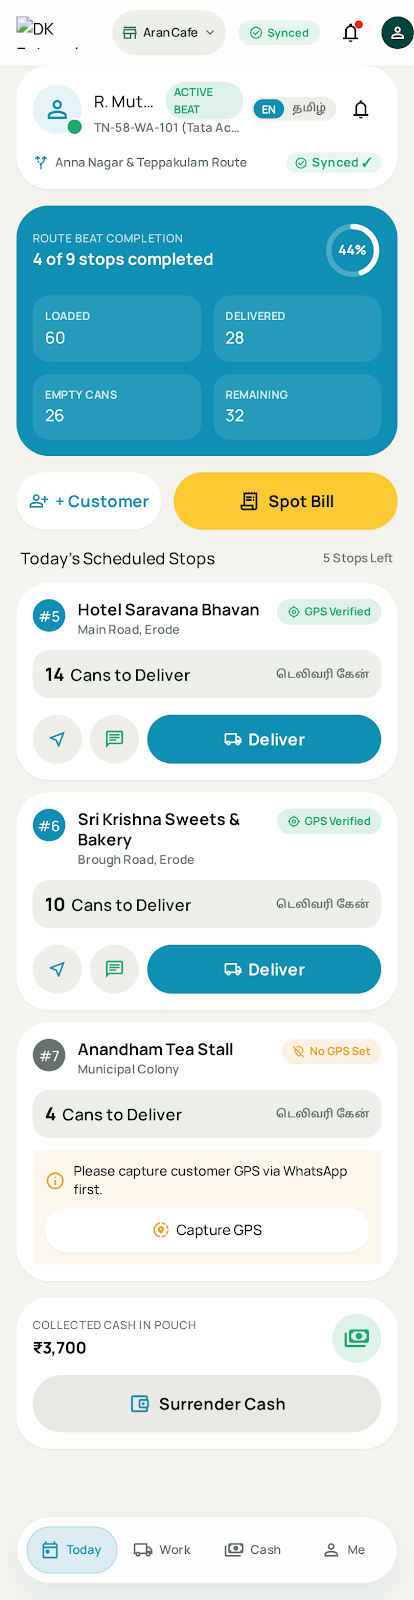 DK
AranCafe
Synced
R. Mut...
ACTIVE
BEAT
EN
தமிழ்
TN-58-WA-101 (Tata Ac...
Anna Nagar & Teppakulam Route
Synced ✓
ROUTE BEAT COMPLETION
4 of 9 stops completed
44%
LOADED
60
DELIVERED
28
EMPTY CANS
26
REMAINING
32
+ Customer
Spot Bill
Today's Scheduled Stops
5 Stops Left
#5
Hotel Saravana Bhavan
Main Road, Erode
GPS Verified
14 Cans to Deliver
டெலிவரி கேன்
Deliver
#6
Sri Krishna Sweets &
Bakery
Brough Road, Erode
GPS Verified
10 Cans to Deliver
டெலிவரி கேன்
Deliver
#7
Anandham Tea Stall
Municipal Colony
No GPS Set
4 Cans to Deliver
டெலிவரி கேன்
Please capture customer GPS via WhatsApp
first.
Capture GPS
COLLECTED CASH IN POUCH
₹3,700
Surrender Cash
Today
Work
Cash
Me